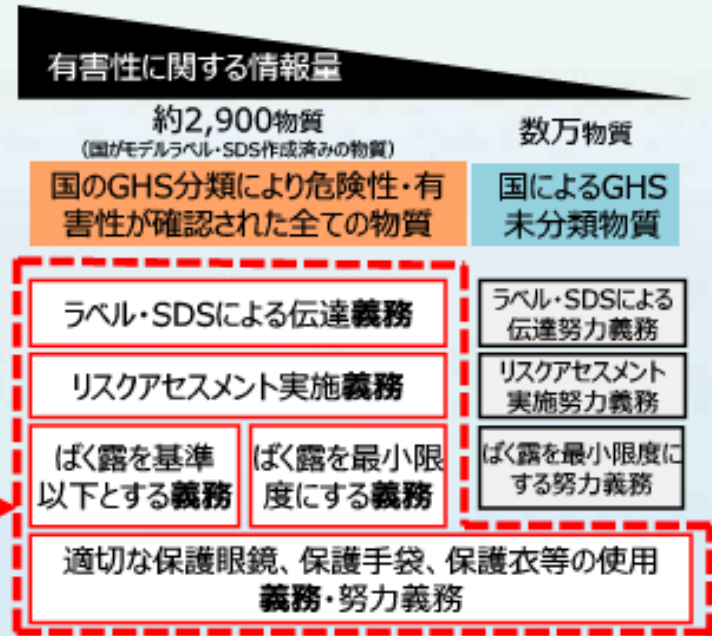 有害性に関する情報量
約2,900物質
(国がモデルラベル・SDS作成済みの物質)
数万物質
国のGHS分類により危険性・有
害性が確認された全ての物質
国によるGHS
未分類物質
ラベル・SDSによる伝達義務
ラベル・SDSによる
伝達努力義務
リスクアセスメント実施義務
リスクアセスメント
実施努力義務
ばく露を基準
以下とする義務
ばく露を最小限
度にする義務
ばく露を最小限度に
する努力義務
適切な保護眼鏡、保護手袋、保護衣等の使用
義務・努力義務